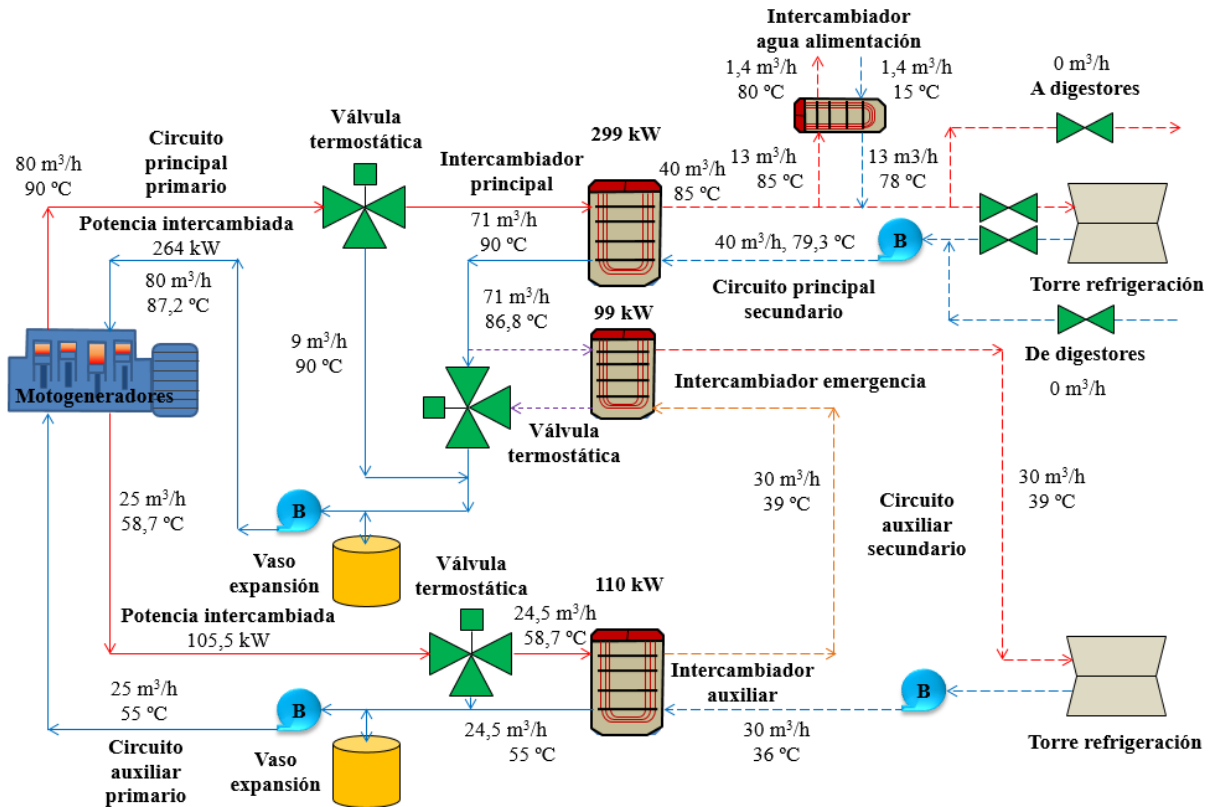 Intercambiador
agua alimentación
1,4 m³/h
80 ºC
1,4 m³/h
15 ºC
0 m³/h
A digestores
Válvula
termostática
299 kW
Circuito
principal
primario
80 m³/h
90 ºC
Intercambiador
principal
40 m³/h
85 ºC
13 m³/h
85 ºC
13 m3/h
78 ºC
Potencia intercambiada
264 kW
71 m³/h
90 ºC
40 m³/h, 79,3 ºC
B
80 m³/h
87,2 ºC
Circuito principal
secundario
Torre refrigeración
71 m³/h
86,8 ºC
99 kW
9 m³/h
90 ºC
De digestores
0 m³/h
Motogeneradores
Intercambiador emergencia
Válvula
termostática
25 m³/h
58,7 ºC
30 m³/h
39 ºC
30 m³/h
39 ºC
B
Circuito
auxiliar
secundario
Vaso
expansión
Válvula
termostática
110 kW
Potencia intercambiada
105,5 kW
24,5 m³/h
58,7 ºC
Intercambiador
auxiliar
B
25 m³/h
55 ºC
B
24,5 m³/h
55 ºC
30 m³/h
36 ºC
Torre refrigeración
Circuito
auxiliar
primario
Vaso
expansión